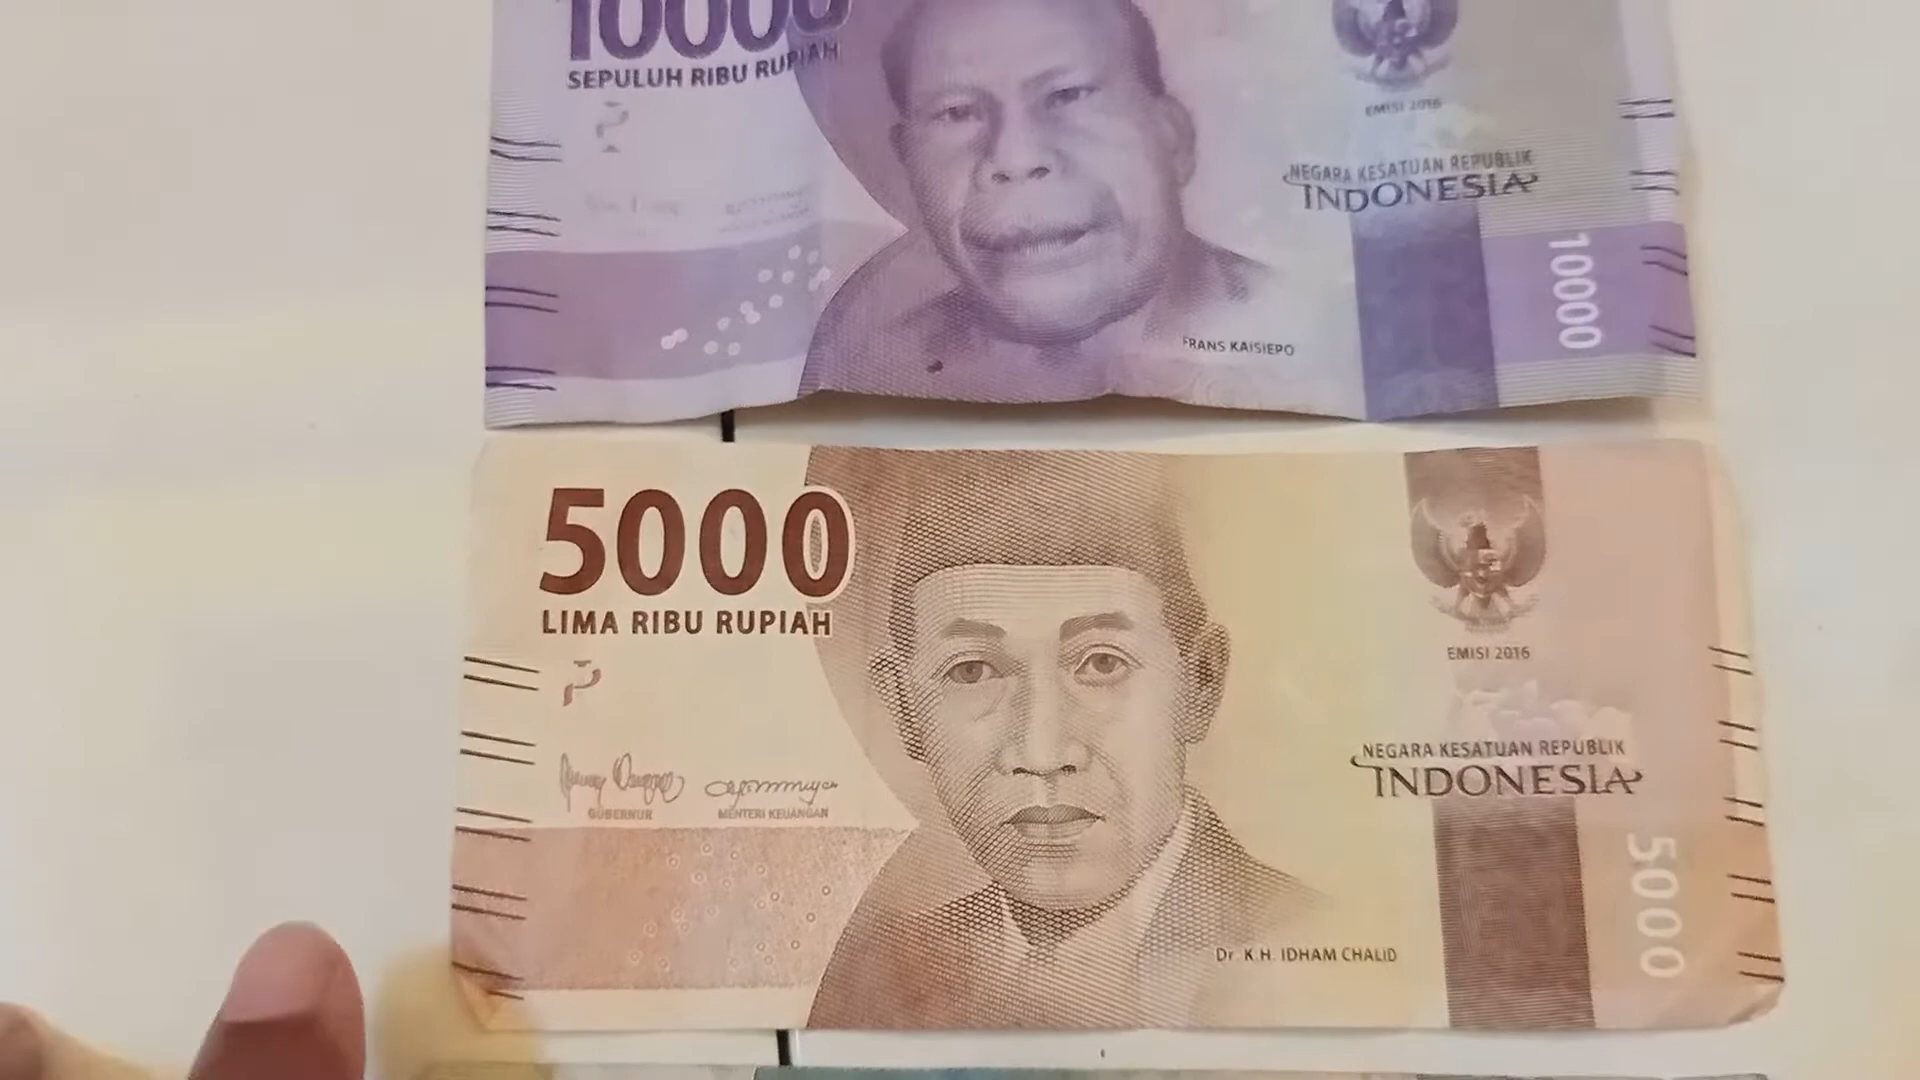 10000
SEPULUH RIBU RUPIAH
EMISI 2016
NEGARA KESATUAN REPUBLIK
INDONESIA
10000
FRANS KAISIEPO
5000
LIMA RIBU RUPIAH
EMISI 2016
NEGARA KESATUAN REPUBLIK
INDONESIA
GUBERNUR
MENTERI KEUANGAN
5000
Dr. K.H. IDHAM CHALID